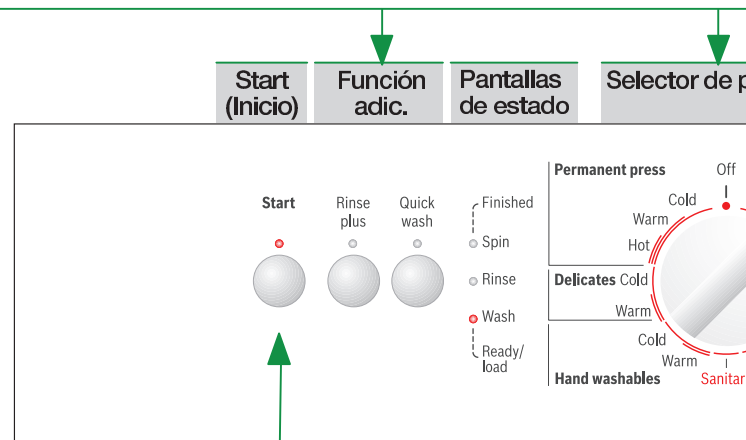 Start
(Inicio)
Función
adic.
Pantallas
de estado
Selector de
Start
Rinse
plus
Quick
wash
Finished
Spin
Rinse
Wash
Ready/
load
Permanent press
Off
Cold
Warm
Hot
Delicates Cold
Warm
Cold
Warm
Hand washables
Sanitar